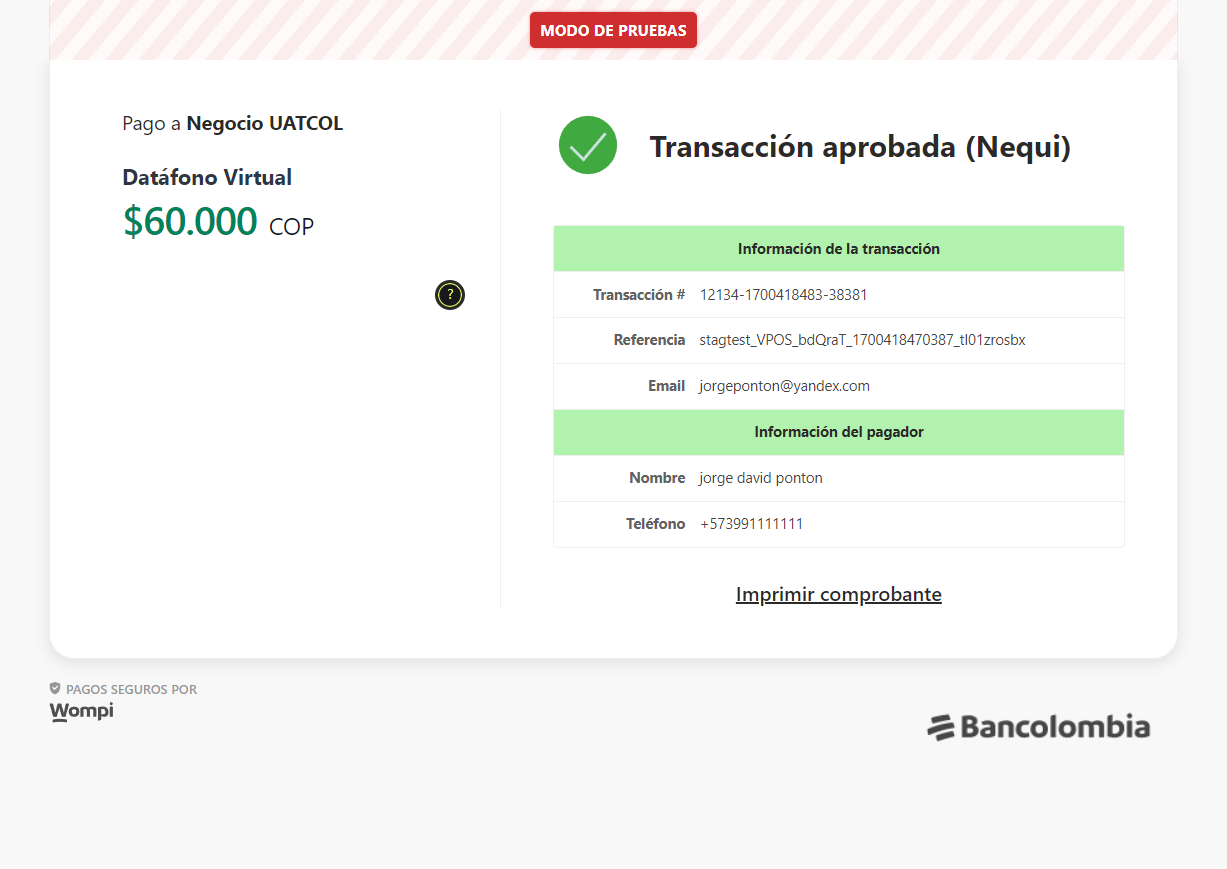 MODO DE PRUEBAS
Pago a Negocio UATCOL
Datáfono Virtual
$60.000 COP
?
Transacción aprobada (Nequi)
Información de la transacción
Transacción # 12134-1700418483-38381
Referencia stagtest_VPOS_bdQraT_1700418470387_tl01zrosbx
Email jorgeponton@yandex.com
Información del pagador
Nombre jorge david ponton
Teléfono +573991111111
Imprimir comprobante
PAGOS SEGUROS POR
Wompi
Bancolombia